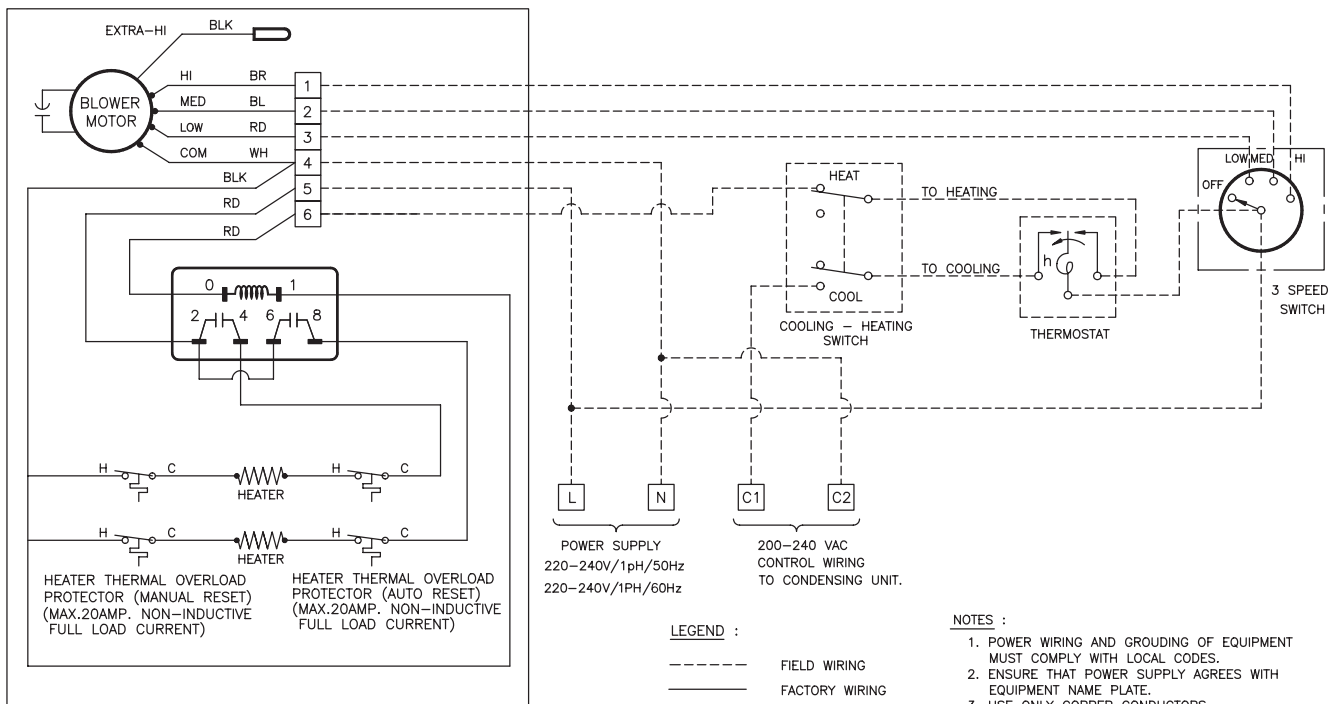 EXTRA-HI BLK
BLOWER
MOTOR
HI BR 1
MED BL 2
LOW RD 3
COM WH 4
BLK
RD 5
RD 6
0 1
2 4 6 8
H C HEATER H C
H C HEATER H C
HEATER THERMAL OVERLOAD
PROTECTOR (MANUAL RESET)
(MAX.20AMP. NON-INDUCTIVE
FULL LOAD CURRENT)
HEATER THERMAL OVERLOAD
PROTECTOR (AUTO RESET)
(MAX.20AMP. NON-INDUCTIVE
FULL LOAD CURRENT)
HEAT
TO HEATING
TO COOLING
COOL
COOLING – HEATING
SWITCH
h
THERMOSTAT
LOW MED HI
OFF
3 SPEED
SWITCH
L N C1 C2
POWER SUPPLY
220-240V/1pH/50Hz
220-240V/1PH/60Hz
200-240 VAC
CONTROL WIRING
TO CONDENSING UNIT.
LEGEND :
FIELD WIRING
FACTORY WIRING
NOTES :
1. POWER WIRING AND GROUNDING OF EQUIPMENT
MUST COMPLY WITH LOCAL CODES.
2. ENSURE THAT POWER SUPPLY AGREES WITH
EQUIPMENT NAME PLATE.
3. USE ONLY COPPER CONDUCTORS